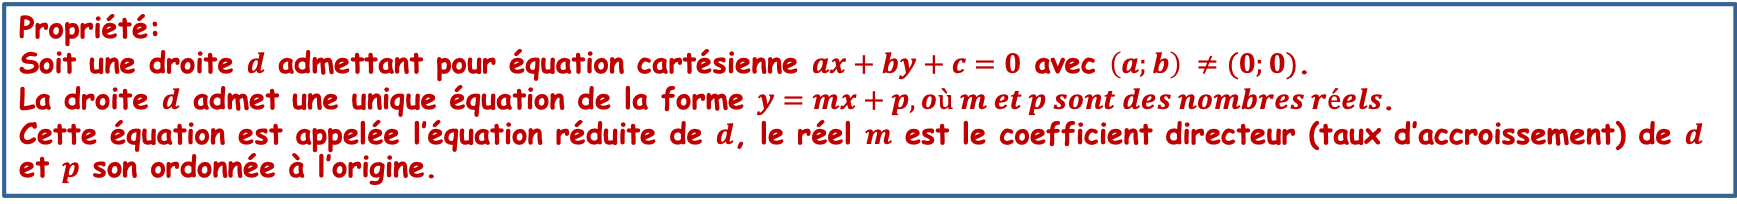 Propriété:
Soit une droite d admettant pour équation cartésienne ax + by + c = 0 avec (a; b) ≠ (0; 0).
La droite d admet une unique équation de la forme y = mx + p, où m et p sont des nombres réels.
Cette équation est appelée l'équation réduite de d, le réel m est le coefficient directeur (taux d'accroissement) de d
et p son ordonnée à l'origine.